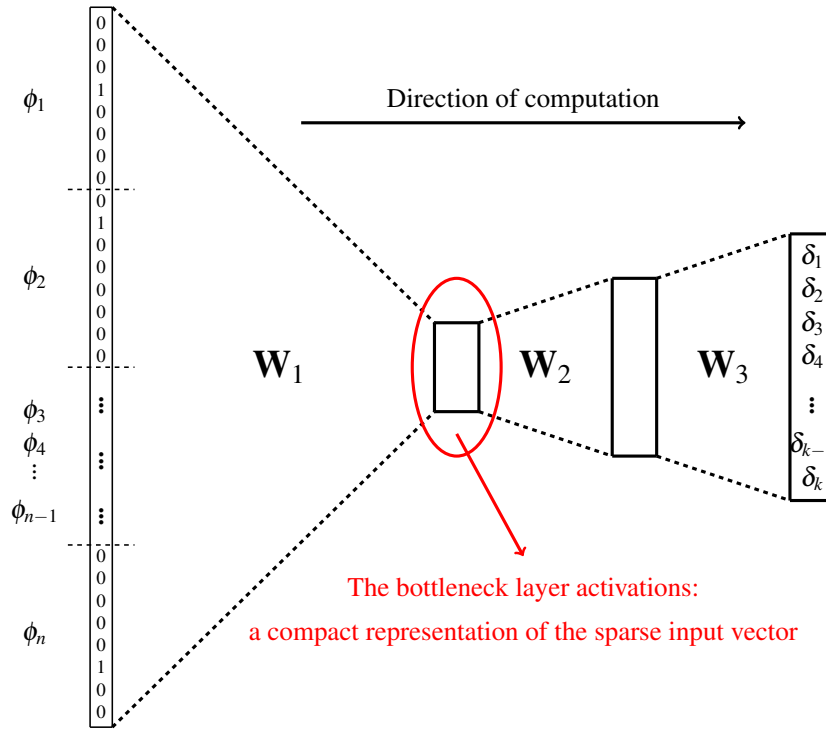 ϕ₁
0
0
0
1
0
0
0
0
ϕ₂
0
1
0
0
0
0
0
0
ϕ₃
ϕ₄
⋮
ϕₙ₋₁
⋮
⋮
⋮
ϕₙ
0
0
0
0
0
1
0
0
Direction of computation
W₁
W₂
W₃
δ₁
δ₂
δ₃
δ₄
⋮
δₖ₋
δₖ
The bottleneck layer activations:
a compact representation of the sparse input vector